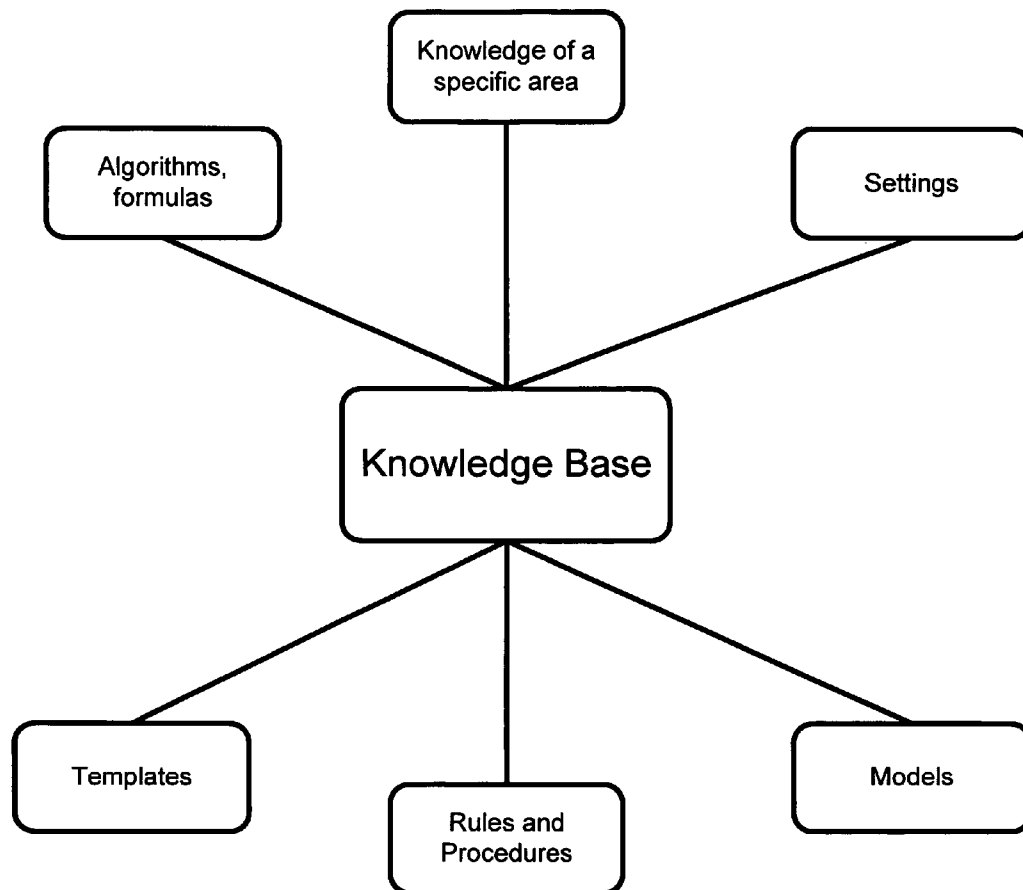 Knowledge of a
specific area
Algorithms,
formulas
Settings
Knowledge Base
Templates
Rules and
Procedures
Models